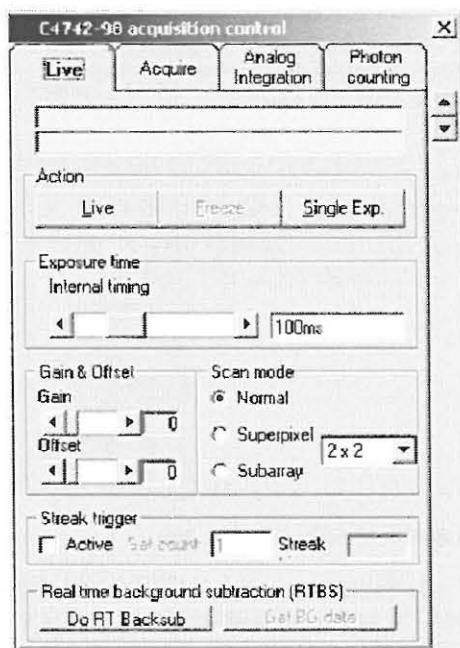 C4742-98 acquisition control
Live
Acquire
Analog
Integration
Photon
counting
Action
Live
Freeze
Single Exp.
Exposure time
Internal timing
100ms
Gain & Offset
Gain
0
Offset
0
Scan mode
Normal
Superpixel
2 x 2
Subarray
Streak trigger
Active Set count 1 Streak
Real time background subtraction (RTBS)
Do RT Backsub
Get BG data